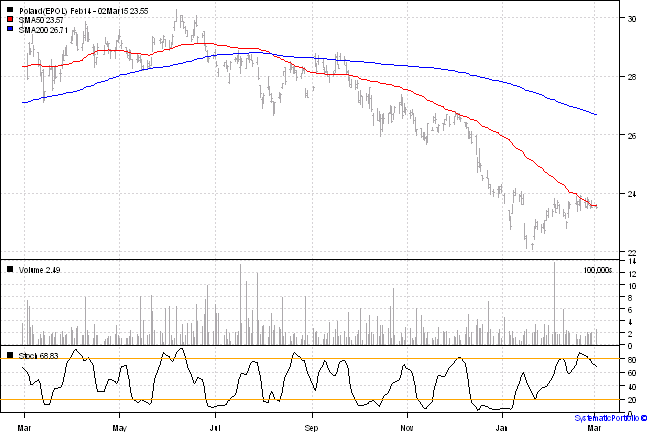 Poland(EPOL) Feb14 - 02Mar15 23.55
SMA50 23.57
SMA200 26.71
30
28
26
24
22
Volume 2.49
100,000s
14
12
10
8
6
4
2
0
Stoch 68.83
80
60
40
20
0
Mar May Jul Sep Nov Jan Mar
SystematicPortfolio ©